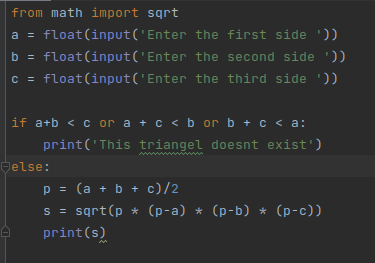 from math import sqrt
a = float(input('Enter the first side '))
b = float(input('Enter the second side '))
c = float(input('Enter the third side '))

if a+b < c or a + c < b or b + c < a:
    print('This triangel doesnt exist')
else:
    p = (a + b + c)/2
    s = sqrt(p * (p-a) * (p-b) * (p-c))
    print(s)